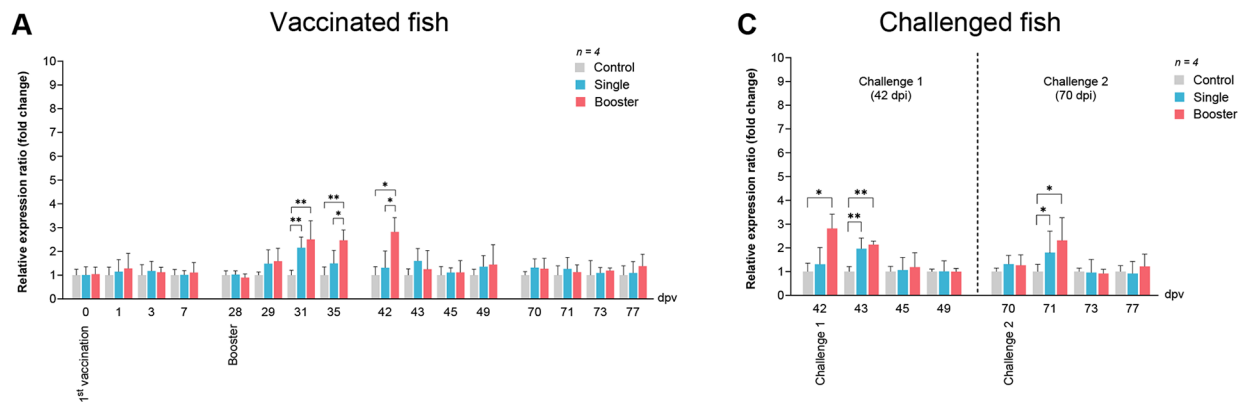 A
Vaccinated fish
n = 4
Control
Single
Booster
Relative expression ratio (fold change)
10
9
8
7
6
5
4
3
2
1
0
** ** ** * * *
0 1 3 7 28 29 31 35 42 43 45 49 70 71 73 77 dpv
1st vaccination
Booster
C
Challenged fish
n = 4
Control
Single
Booster
Challenge 1
(42 dpi)
Challenge 2
(70 dpi)
Relative expression ratio (fold change)
10
9
8
7
6
5
4
3
2
1
0
* ** ** * *
42 43 45 49 70 71 73 77 dpv
Challenge 1
Challenge 2